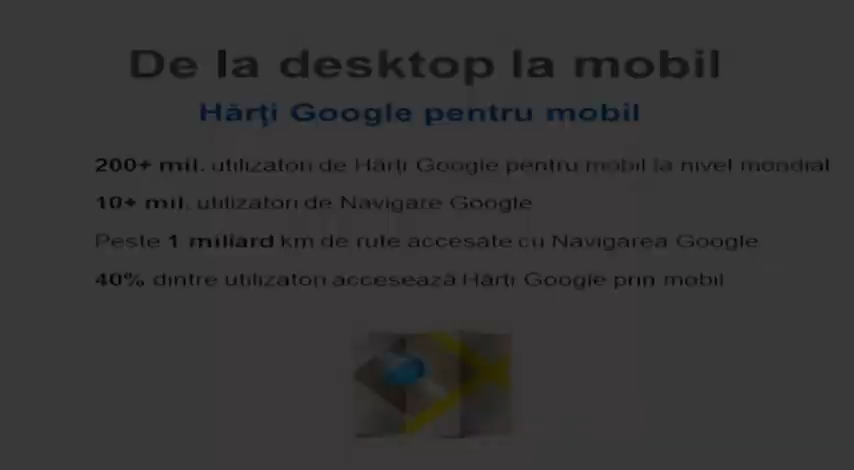 De la desktop la mobil
Hărţi Google pentru mobil
200+ mil. utilizatori de Hărţi Google pentru mobil la nivel mondial
10+ mil. utilizatori de Navigare Google
Peste 1 miliard km de rute accesate cu Navigarea Google
40% dintre utilizatori accesează Hărţi Google prin mobil